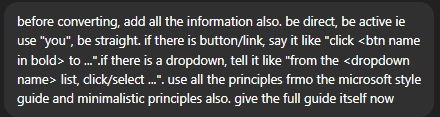 before converting, add all the information also. be direct, be active ie
use "you", be straight. if there is button/link, say it like "click <btn name
in bold> to ...".if there is a dropdown, tell it like "from the <dropdown
name> list, click/select ...". use all the principles frmo the microsoft style
guide and minimalistic principles also. give the full guide itself now